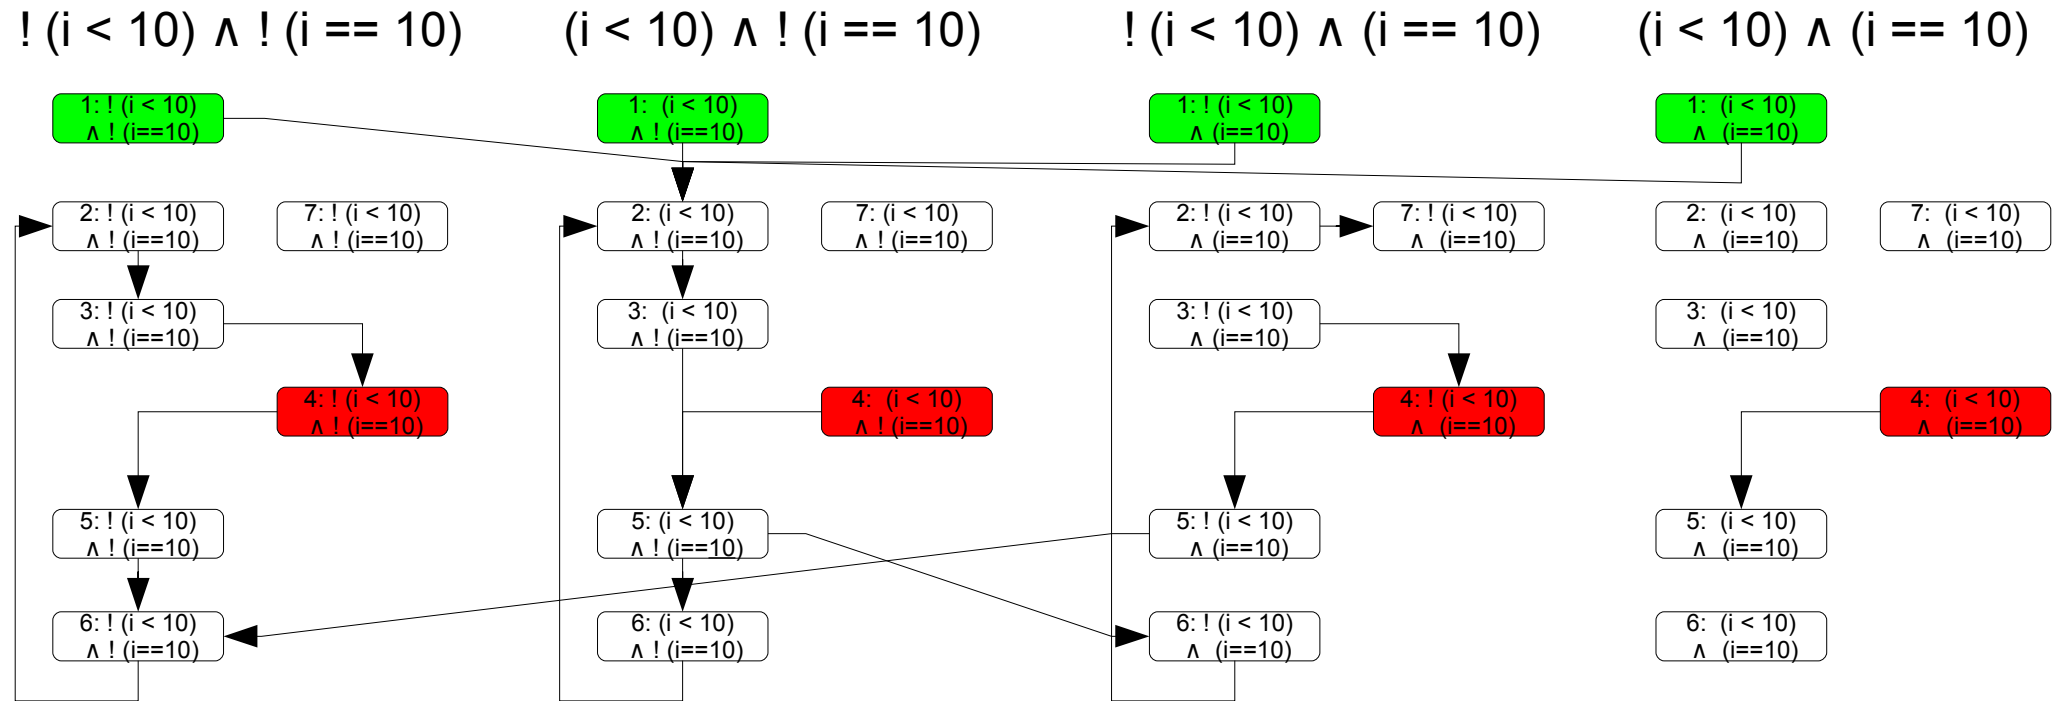 ! (i < 10) ∧ ! (i == 10)
(i < 10) ∧ ! (i == 10)
! (i < 10) ∧ (i == 10)
(i < 10) ∧ (i == 10)
1: ! (i < 10)
∧ ! (i==10)
1: (i < 10)
∧ ! (i==10)
1: ! (i < 10)
∧ (i==10)
1: (i < 10)
∧ (i==10)
2: ! (i < 10)
∧ ! (i==10)
7: ! (i < 10)
∧ ! (i==10)
2: (i < 10)
∧ ! (i==10)
7: (i < 10)
∧ ! (i==10)
2: ! (i < 10)
∧ (i==10)
7: ! (i < 10)
∧ (i==10)
2: (i < 10)
∧ (i==10)
7: (i < 10)
∧ (i==10)
3: ! (i < 10)
∧ ! (i==10)
3: (i < 10)
∧ ! (i==10)
3: ! (i < 10)
∧ (i==10)
3: (i < 10)
∧ (i==10)
4: ! (i < 10)
∧ ! (i==10)
4: (i < 10)
∧ ! (i==10)
4: ! (i < 10)
∧ (i==10)
4: (i < 10)
∧ (i==10)
5: ! (i < 10)
∧ ! (i==10)
5: (i < 10)
∧ ! (i==10)
5: ! (i < 10)
∧ (i==10)
5: (i < 10)
∧ (i==10)
6: ! (i < 10)
∧ ! (i==10)
6: (i < 10)
∧ ! (i==10)
6: ! (i < 10)
∧ (i==10)
6: (i < 10)
∧ (i==10)